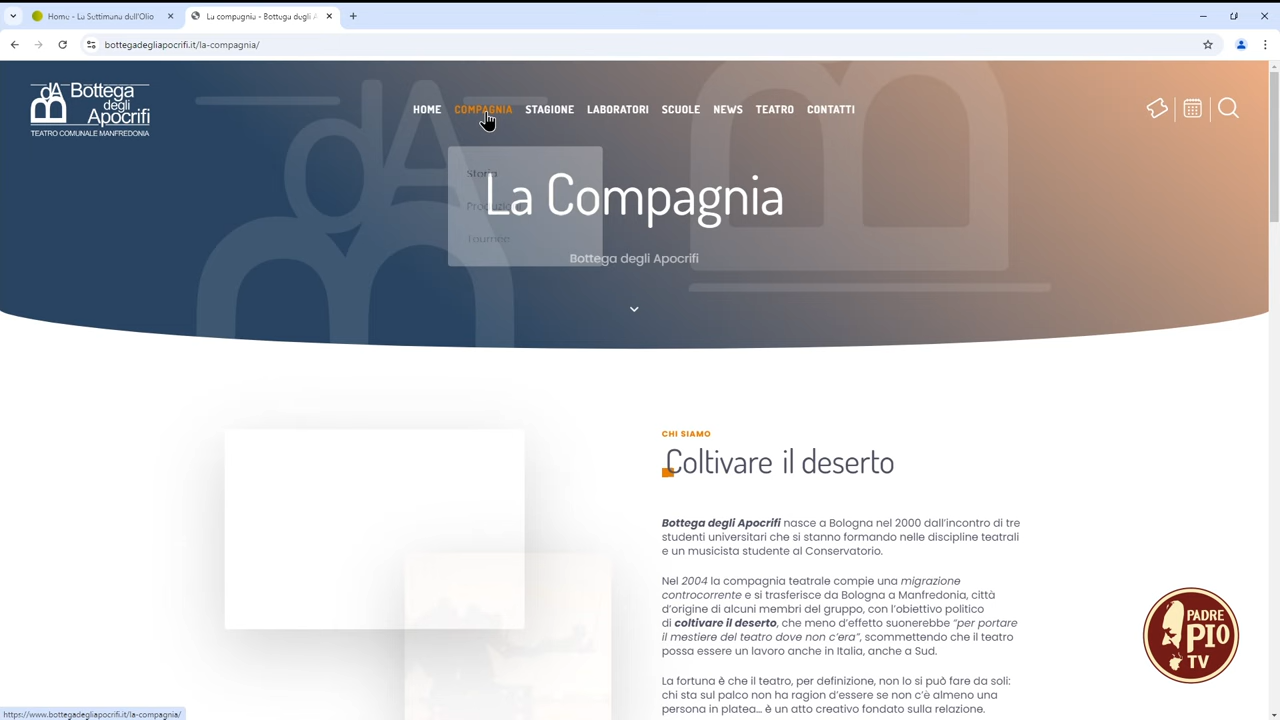 Home - La Settimana dell'Olio
La compagnia - Bottega degli A
bottegadegliapocrifi.it/la-compagnia/
dA Bottega
degli
Apocrifi
TEATRO COMUNALE MANFREDONIA
HOME COMPAGNIA STAGIONE LABORATORI SCUOLE NEWS TEATRO CONTATTI
Storia
La Compagnia
Produzioni
Tournée
Bottega degli Apocrifi
CHI SIAMO
Coltivare il deserto
Bottega degli Apocrifi nasce a Bologna nel 2000 dall'incontro di tre
studenti universitari che si stanno formando nelle discipline teatrali
e un musicista studente al Conservatorio.
Nel 2004 la compagnia teatrale compie una migrazione
controcorrente e si trasferisce da Bologna a Manfredonia, città
d'origine di alcuni membri del gruppo, con l'obiettivo politico
di coltivare il deserto, che meno d'effetto suonerebbe “per portare
il mestiere del teatro dove non c'era”, scommettendo che il teatro
possa essere un lavoro anche in Italia, anche a Sud.
La fortuna è che il teatro, per definizione, non lo si può fare da soli:
chi sta sul palco non ha ragion d'essere se non c'è almeno una
persona in platea… è un atto creativo fondato sulla relazione.
PADRE
PIO
TV
https://www.bottegadegliapocrifi.it/la-compagnia/